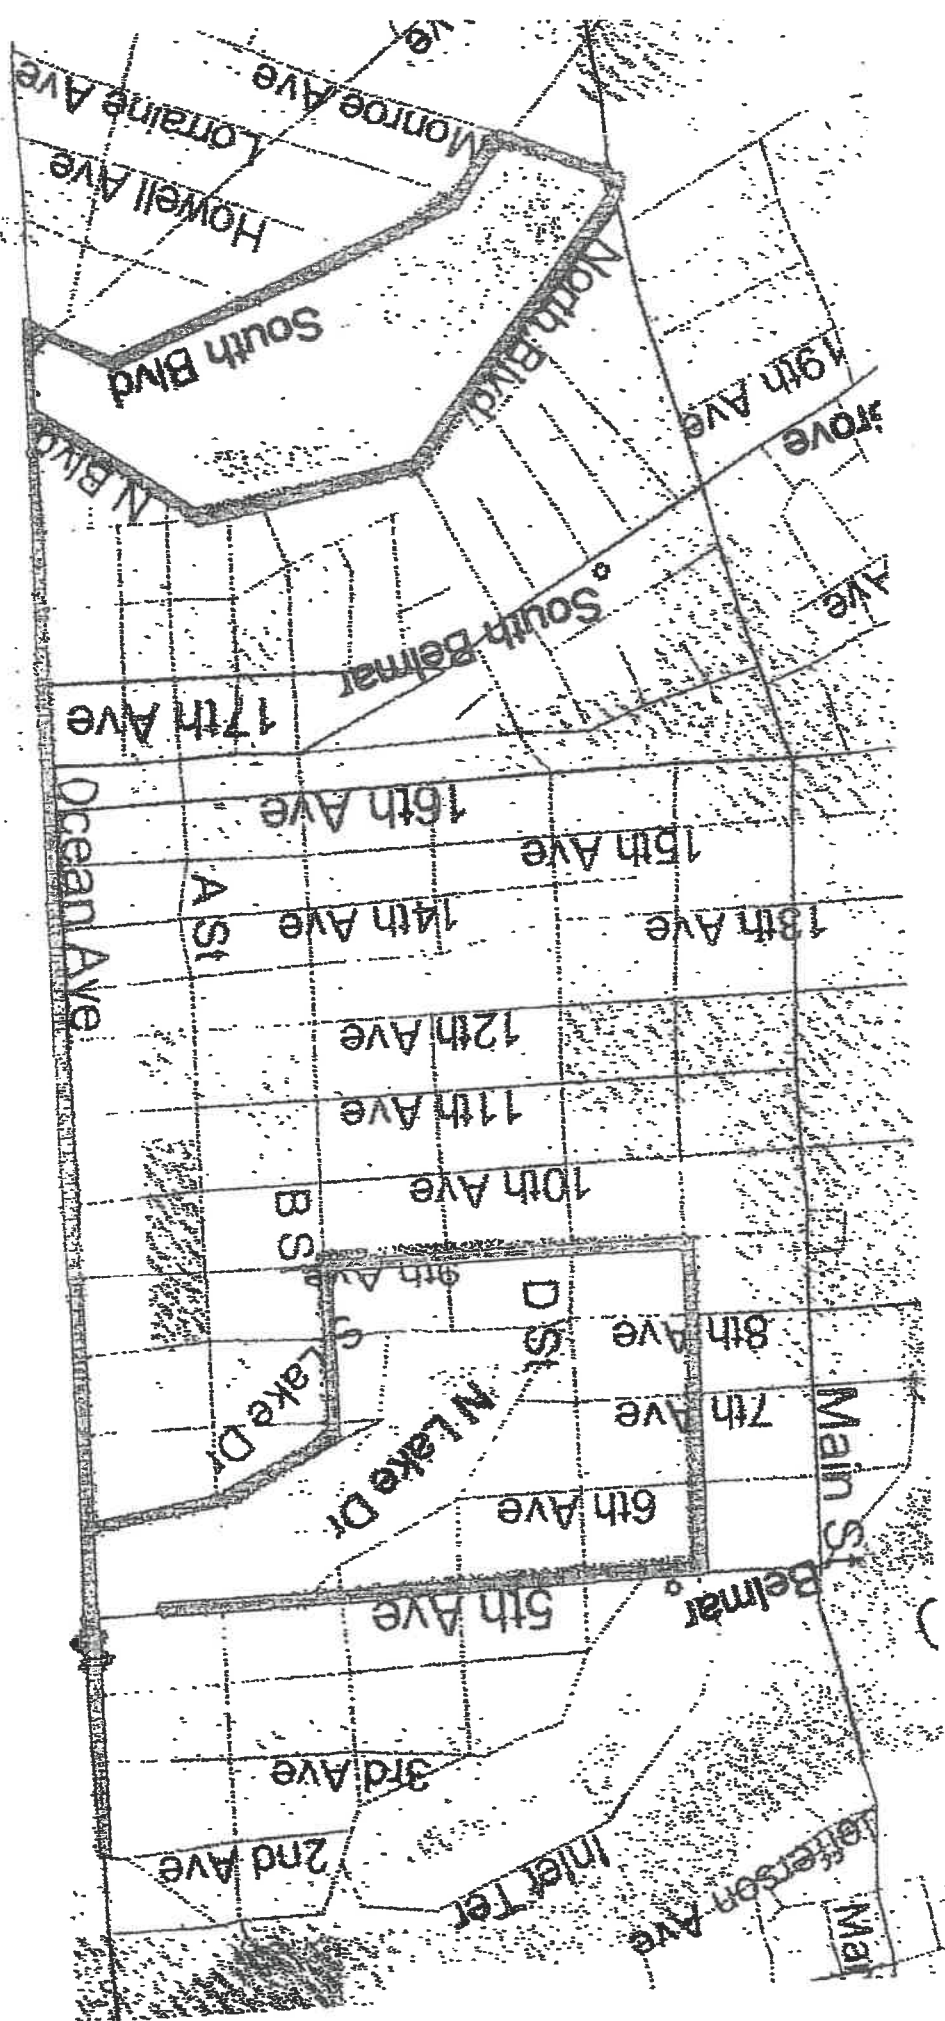 Jefferson Ave
Inlet Ter
2nd Ave
3rd Ave
Belmar
5th Ave
Main St
6th Ave
N Lake Dr
S Lake Dr
7th Ave
8th Ave
D St
9th Ave
B S
10th Ave
11th Ave
12th Ave
13th Ave
14th Ave
A St
Ocean Ave
15th Ave
16th Ave
17th Ave
South Belmar
Ave
N Blvd
rove
19th Ave
North Blvd
South Blvd
Howell Ave
Monroe Ave
Lorraine Ave